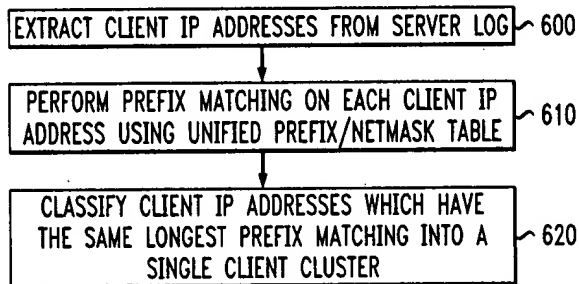 EXTRACT CLIENT IP ADDRESSES FROM SERVER LOG 600
PERFORM PREFIX MATCHING ON EACH CLIENT IP
ADDRESS USING UNIFIED PREFIX/NETMASK TABLE 610
CLASSIFY CLIENT IP ADDRESSES WHICH HAVE
THE SAME LONGEST PREFIX MATCHING INTO A 620
SINGLE CLIENT CLUSTER